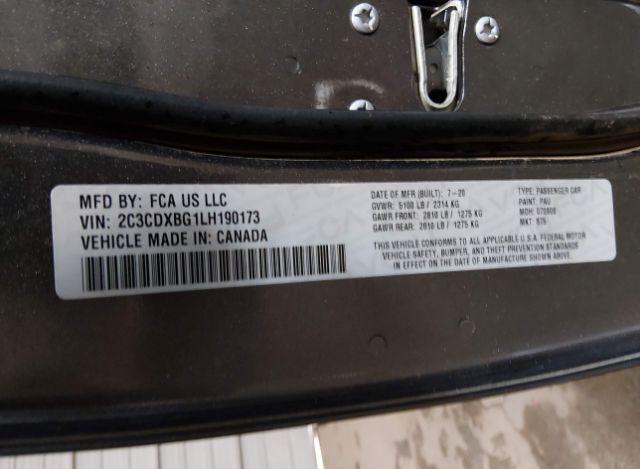 MFD BY: FCA US LLC
VIN: 2C3CDXBG1LH190173
VEHICLE MADE IN: CANADA
DATE OF MFR (BUILT): 7-20
GVWR: 5100 LB / 2314 KG
GAWR FRONT: 2810 LB / 1275 KG
GAWR REAR: 2810 LB / 1275 KG
TYPE: PASSENGER CAR
PAINT: PAU
MDH:
MKT:
THIS VEHICLE CONFORMS TO ALL APPLICABLE U.S.A. FEDERAL MOTOR
VEHICLE SAFETY, BUMPER, AND THEFT PREVENTION STANDARDS
IN EFFECT ON THE DATE OF MANUFACTURE SHOWN ABOVE.